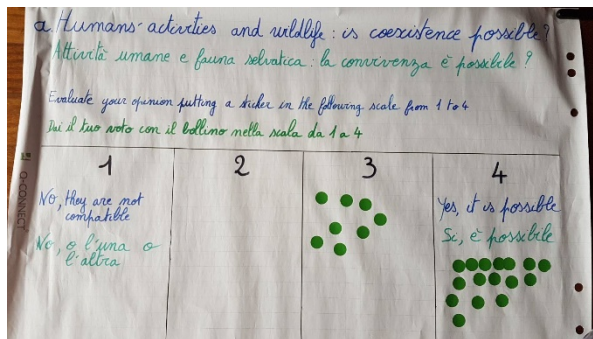 a. Humans' activities and wildlife: is coexistence possible?
Attività umane e fauna selvatica: la convivenza è possibile?
Evaluate your opinion putting a sticker in the following scale from 1 to 4
Dai il tuo voto con il bollino nella scala da 1 a 4
1
2
3
4
No, they are not
compatible
No, o l'una o
l'altra
Yes, it is possible
Si, è possibile
O-CONNECT